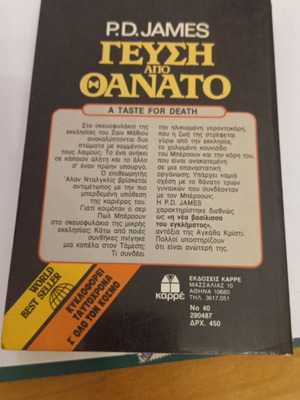 P.D. JAMES
ΓΕΥΣΗ
ΑΠΟ
ΘΑΝΑΤΟ
A TASTE FOR DEATH
Στο σκευοφυλάκιο της
εκκλησίας του Σαιν Μάθιου
ανακαλύπτονται δυο
πτώματα με κομμένους
τους λαιμούς. Το ένα ανήκει
σε κάποιον αλήτη και το άλλο
σ' έναν πρώην υπουργό.
Ο επιθεωρητής
Άλαν Νταλγκλίς βρίσκεται
αντιμέτωπος με την πιο
μπερδεμένη υπόθεση
της καριέρας του.
Γιατί κοιμόταν ο σερ
Πωλ Μπέροουν
στο σκευοφυλάκιο της μικρής
εκκλησίας; Κάτω από ποιές
συνθήκες πνίγηκε
μια κοπέλα στον Τάμεση;
Τι συνδέει
την ηλικιωμένη γεροντοκόρη,
που η ζωή της στρέφεται
γύρω από την εκκλησία,
το χολωμένο κουνιάδο
του Μπέροουν και την κόρη του,
που είναι ανακατεμένη
σε μια επαναστατική
οργάνωση; Υπάρχει καμιά
σχέση με το θάνατο τριών
γυναικών που συνδέονταν
με τον Μπέροουν;
Η P.D. JAMES
χαρακτηρίστηκε διεθνώς
ως «η νέα βασίλισσα
του εγκλήματος»,
αντάξια της Αγκάθα Κρίστι.
Πολλοί υποστηρίζουν
ότι είναι ανώτερή της.
WORLD
BEST SELLER
ΚΥΚΛΟΦΟΡΕΙ
ΤΑΥΤΟΧΡΟΝΑ
Σ' ΟΛΟ ΤΟΝ ΚΟΣΜΟ
καρρέ
ΕΚΔΟΣΕΙΣ ΚΑΡΡΕ
ΜΑΣΣΑΛΙΑΣ 10
ΑΘΗΝΑ 10680
ΤΗΛ. 3617.051
Νο 40
290487
ΔΡΧ. 450